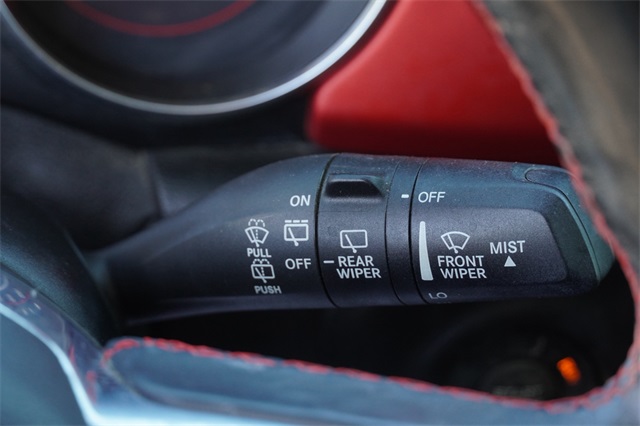 ON
PULL
OFF
PUSH
REAR
WIPER
OFF
FRONT
WIPER
MIST
LO